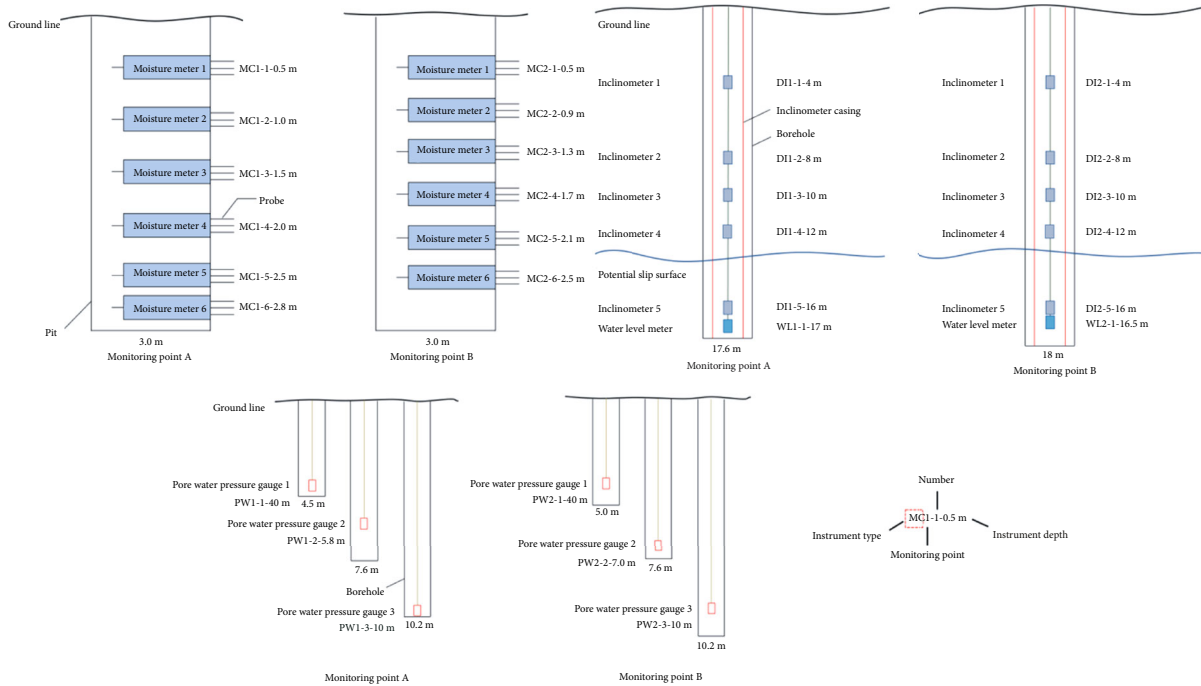 Ground line
Moisture meter 1
MC1-1-0.5 m
Moisture meter 2
MC1-2-1.0 m
Moisture meter 3
MC1-3-1.5 m
Probe
Moisture meter 4
MC1-4-2.0 m
Moisture meter 5
MC1-5-2.5 m
Moisture meter 6
MC1-6-2.8 m
Pit
3.0 m
Monitoring point A
Moisture meter 1
MC2-1-0.5 m
Moisture meter 2
MC2-2-0.9 m
Moisture meter 3
MC2-3-1.3 m
Moisture meter 4
MC2-4-1.7 m
Moisture meter 5
MC2-5-2.1 m
Moisture meter 6
MC2-6-2.5 m
3.0 m
Monitoring point B
Ground line
Inclinometer 1
DI1-1-4 m
Inclinometer casing
Borehole
Inclinometer 2
DI1-2-8 m
Inclinometer 3
DI1-3-10 m
Inclinometer 4
DI1-4-12 m
Potential slip surface
Inclinometer 5
DI1-5-16 m
Water level meter
WL1-1-17 m
17.6 m
Monitoring point A
Inclinometer 1
DI2-1-4 m
Inclinometer 2
DI2-2-8 m
Inclinometer 3
DI2-3-10 m
Inclinometer 4
DI2-4-12 m
Inclinometer 5
DI2-5-16 m
Water level meter
WL2-1-16.5 m
18 m
Monitoring point B
Ground line
Pore water pressure gauge 1
PW1-1-40 m
4.5 m
Pore water pressure gauge 2
PW1-2-5.8 m
7.6 m
Borehole
Pore water pressure gauge 3
PW1-3-10 m
10.2 m
Monitoring point A
Pore water pressure gauge 1
PW2-1-40 m
5.0 m
Pore water pressure gauge 2
PW2-2-7.0 m
7.6 m
Pore water pressure gauge 3
PW2-3-10 m
10.2 m
Monitoring point B
Number
MC1-1-0.5 m
Instrument type
Instrument depth
Monitoring point